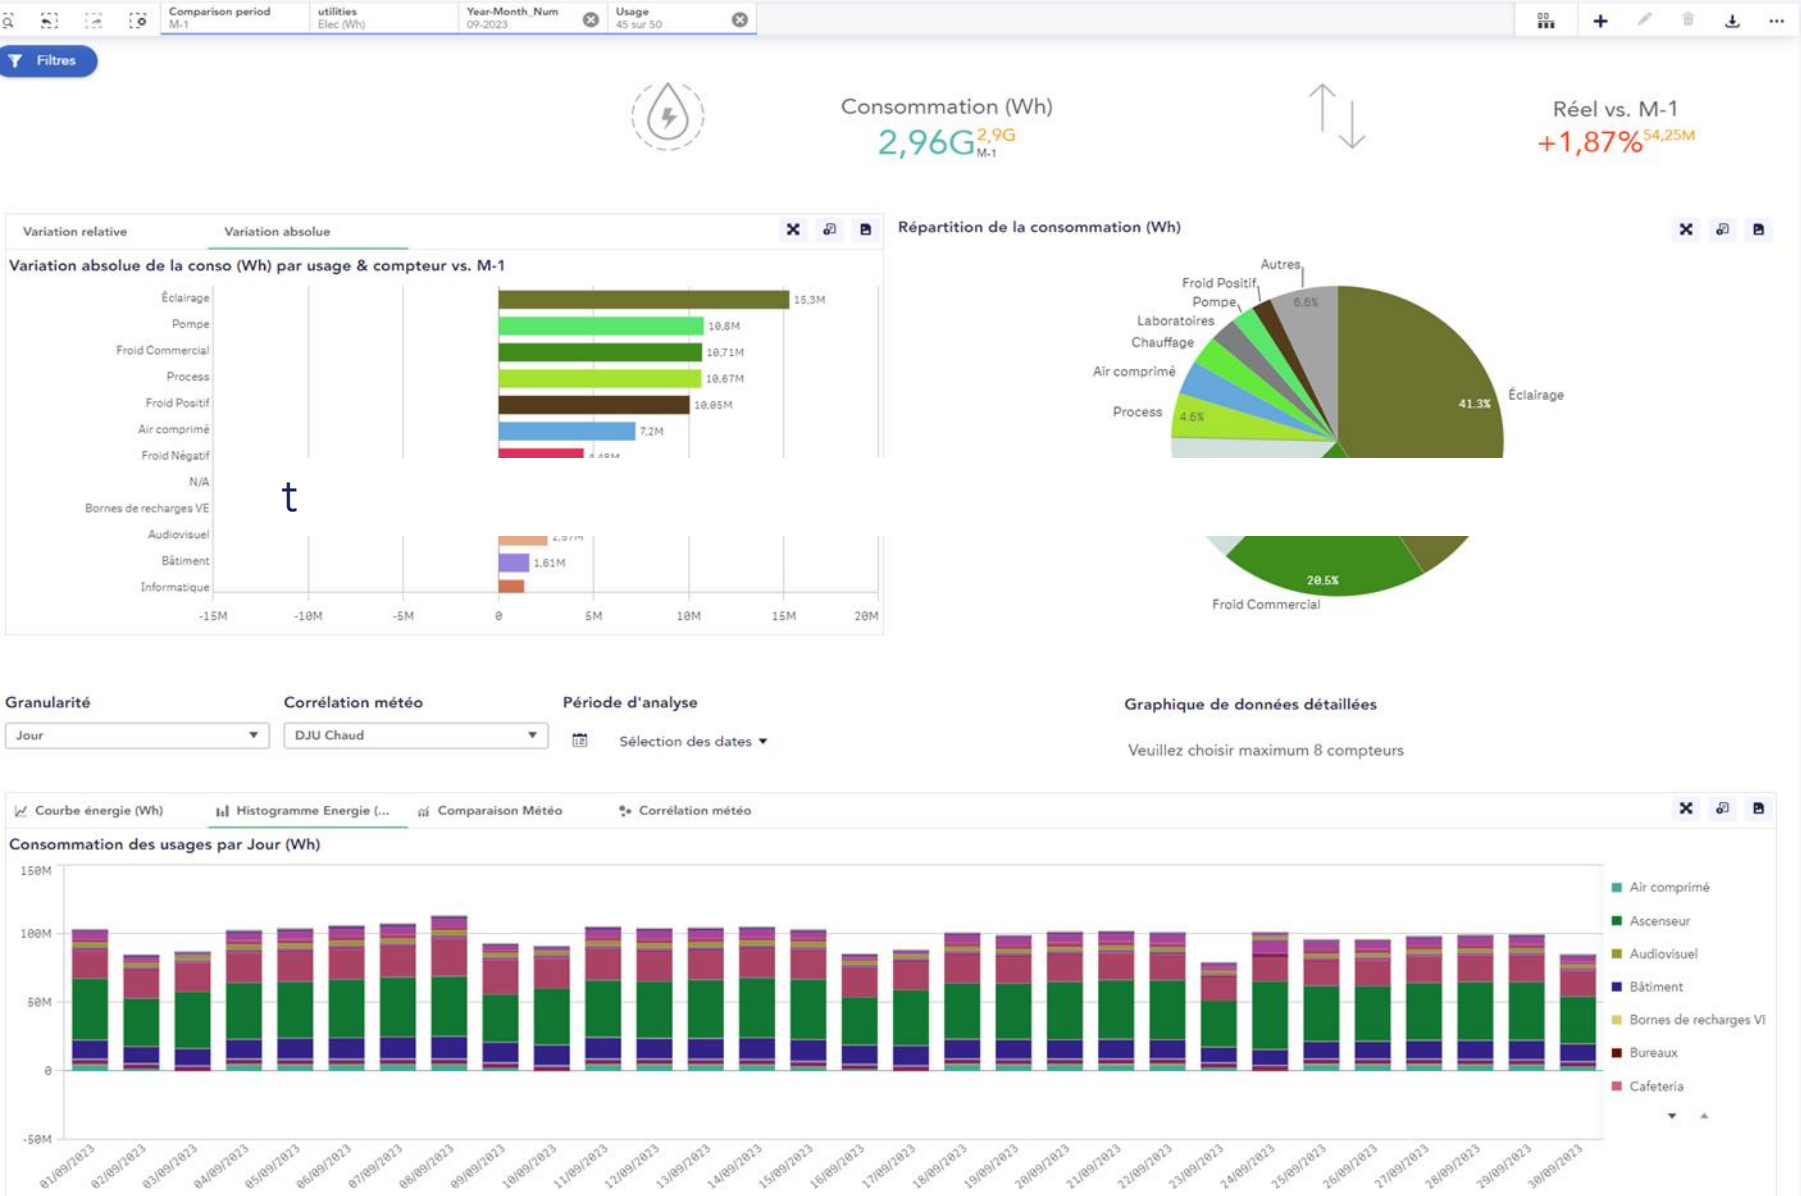 Comparison period
M-1
utilities
Elec (Wh)
Year-Month_Num
09-2023
Usage
45 sur 50
Filtres
Consommation (Wh)
2,96G 2,9G
M-1
Réel vs. M-1
+1,87% 54,25M
Variation relative
Variation absolue
Variation absolue de la conso (Wh) par usage & compteur vs. M-1
Éclairage 15,3M
Pompe 10,8M
Froid Commercial 10,71M
Process 10,67M
Froid Positif 10,05M
Air comprimé 7,2M
Froid Négatif
N/A
t
Bornes de recharges VE
Audiovisuel
Bâtiment 1,61M
Informatique
-15M -10M -5M 0 5M 10M 15M 20M
Répartition de la consommation (Wh)
Autres
6.6%
Froid Positif
Pompe
Laboratoires
Chauffage
Air comprimé
Process 4.6%
41.3% Éclairage
20.5%
Froid Commercial
Granularité
Jour
Corrélation météo
DJU Chaud
Période d'analyse
12
Sélection des dates
Graphique de données détaillées
Veuillez choisir maximum 8 compteurs
Courbe énergie (Wh)
Histogramme Energie (...
Comparaison Météo
Corrélation météo
Consommation des usages par Jour (Wh)
150M
100M
50M
0
-50M
01/09/2023 02/09/2023 03/09/2023 04/09/2023 05/09/2023 06/09/2023 07/09/2023 08/09/2023 09/09/2023 10/09/2023 11/09/2023 12/09/2023 13/09/2023 14/09/2023 15/09/2023 16/09/2023 17/09/2023 18/09/2023 19/09/2023 20/09/2023 21/09/2023 22/09/2023 23/09/2023 24/09/2023 25/09/2023 26/09/2023 27/09/2023 28/09/2023 29/09/2023 30/09/2023
Air comprimé
Ascenseur
Audiovisuel
Bâtiment
Bornes de recharges VE
Bureaux
Cafeteria